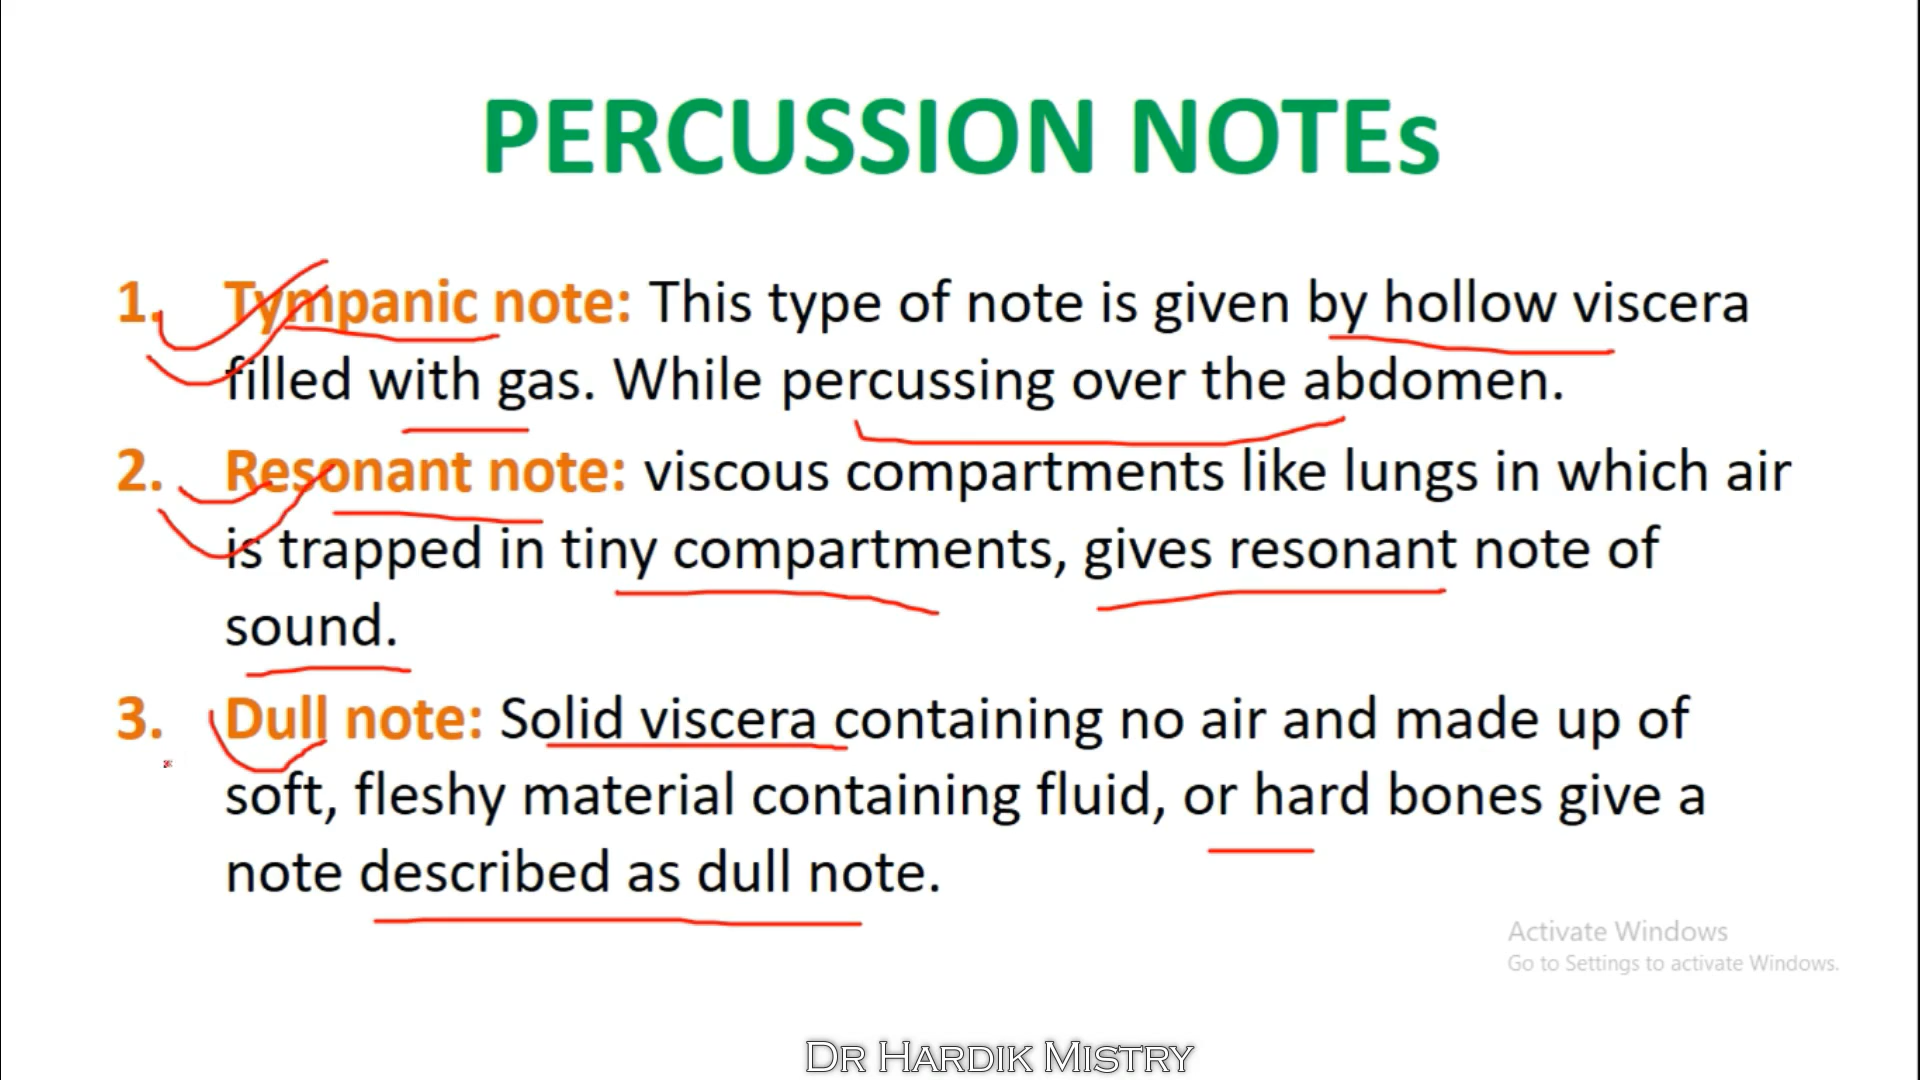 PERCUSSION NOTEs
1. Tympanic note: This type of note is given by hollow viscera
filled with gas. While percussing over the abdomen.
2. Resonant note: viscous compartments like lungs in which air
is trapped in tiny compartments, gives resonant note of
sound.
3. Dull note: Solid viscera containing no air and made up of
soft, fleshy material containing fluid, or hard bones give a
note described as dull note.
Activate Windows
Go to Settings to activate Windows.
DR HARDIK MISTRY